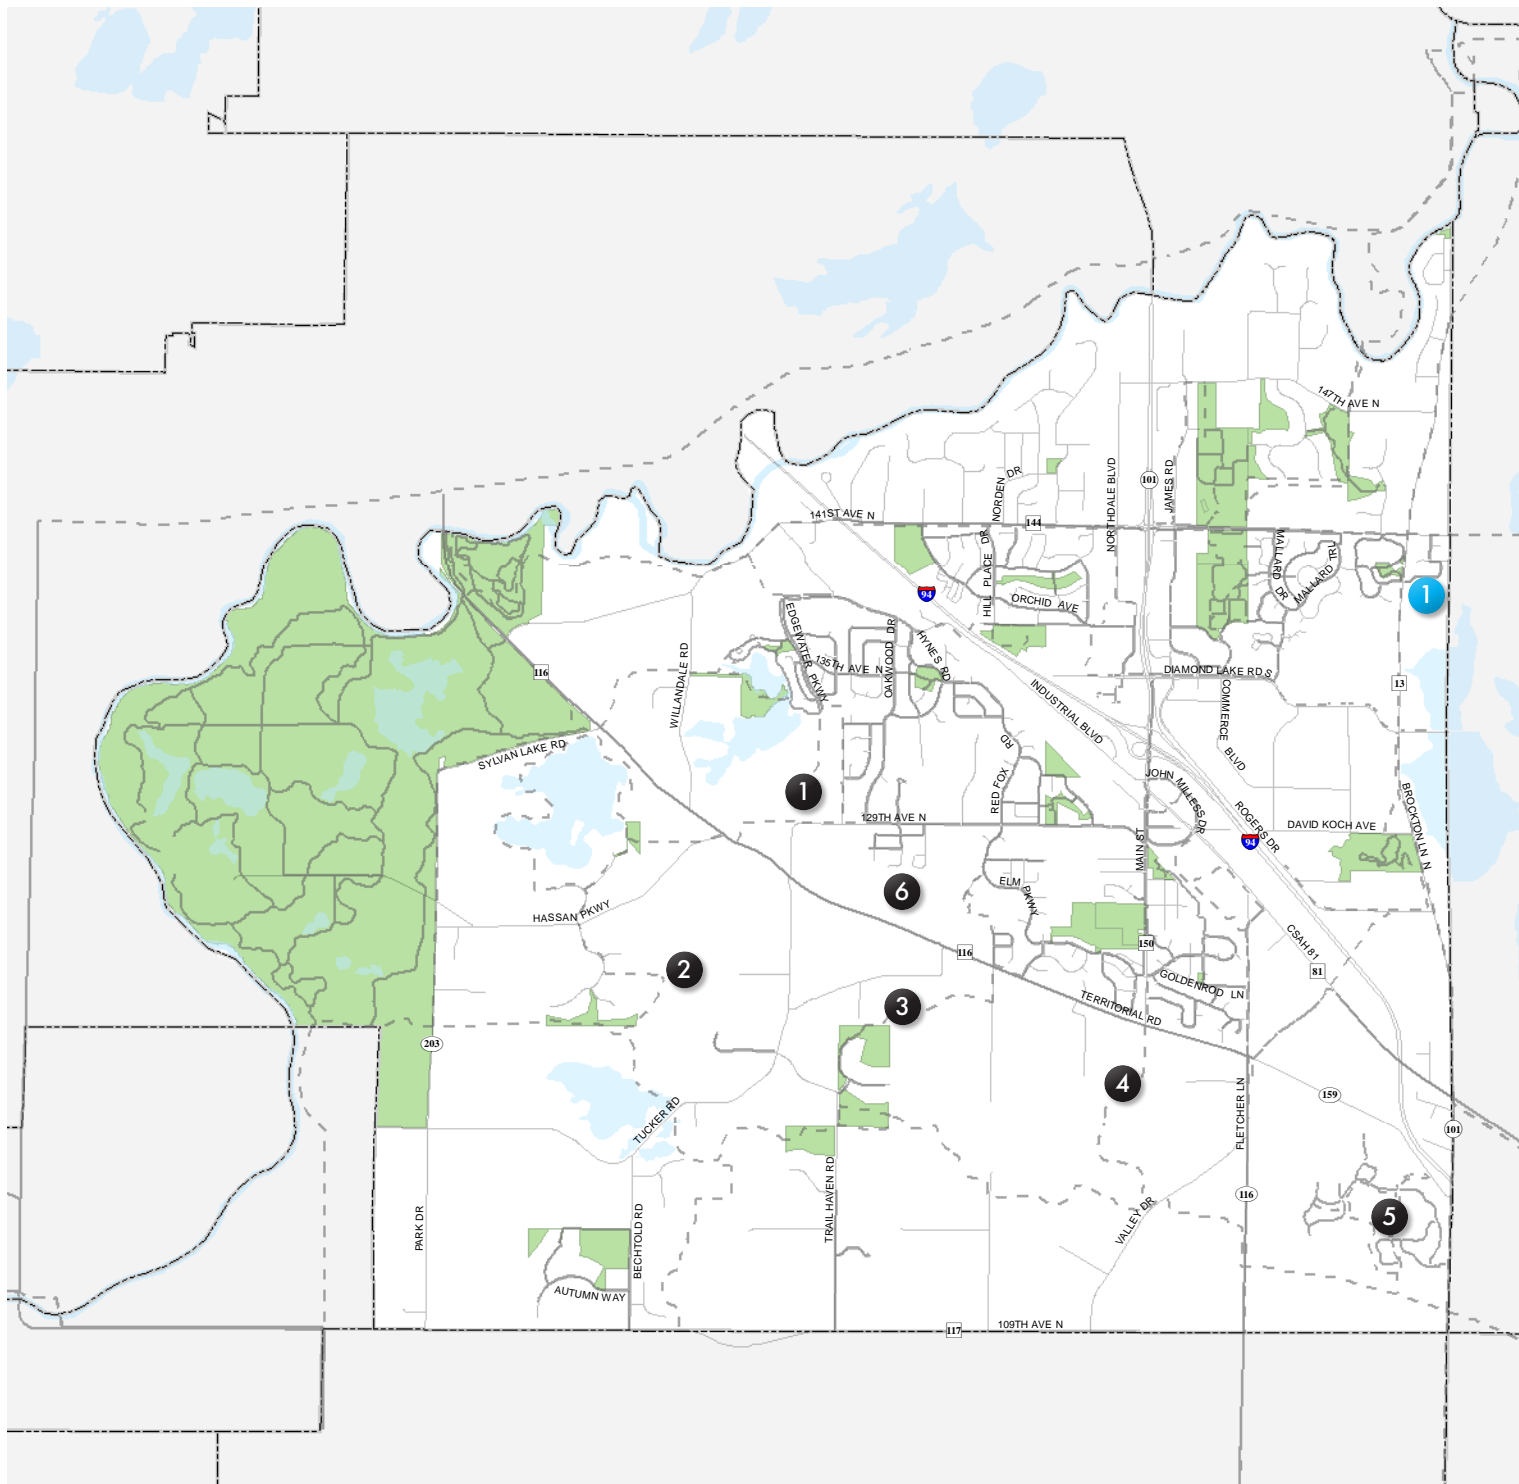 147TH AVE N
NORDEN DR
NORTHDALE BLVD
101
JAMES RD
141ST AVE N
144
HILL PLACE DR
MALLARD DR
MALLARD TRL
94
ORCHID AVE
1
EDGEWATER PKWY
OAKWOOD DR
HYNES RD
135TH AVE N
116
WILLANDALE RD
DIAMOND LAKE RD S
13
INDUSTRIAL BLVD
COMMERCE BLVD
SYLVAN LAKE RD
RED FOX RD
JOHN MILLESS DR
1
129TH AVE N
MAIN ST
ROGERS DR
94
DAVID KOCH AVE
BROCKTON LN N
6
ELM PKWY
HASSAN PKWY
116
150
CSAH 81
81
2
GOLDENROD LN
3
TERRITORIAL RD
203
4
159
TUCKER RD
FLETCHER LN
101
TRAIL HAVEN RD
116
5
PARK DR
BECHTOLD RD
VALLEY DR
AUTUMN WAY
117
109TH AVE N